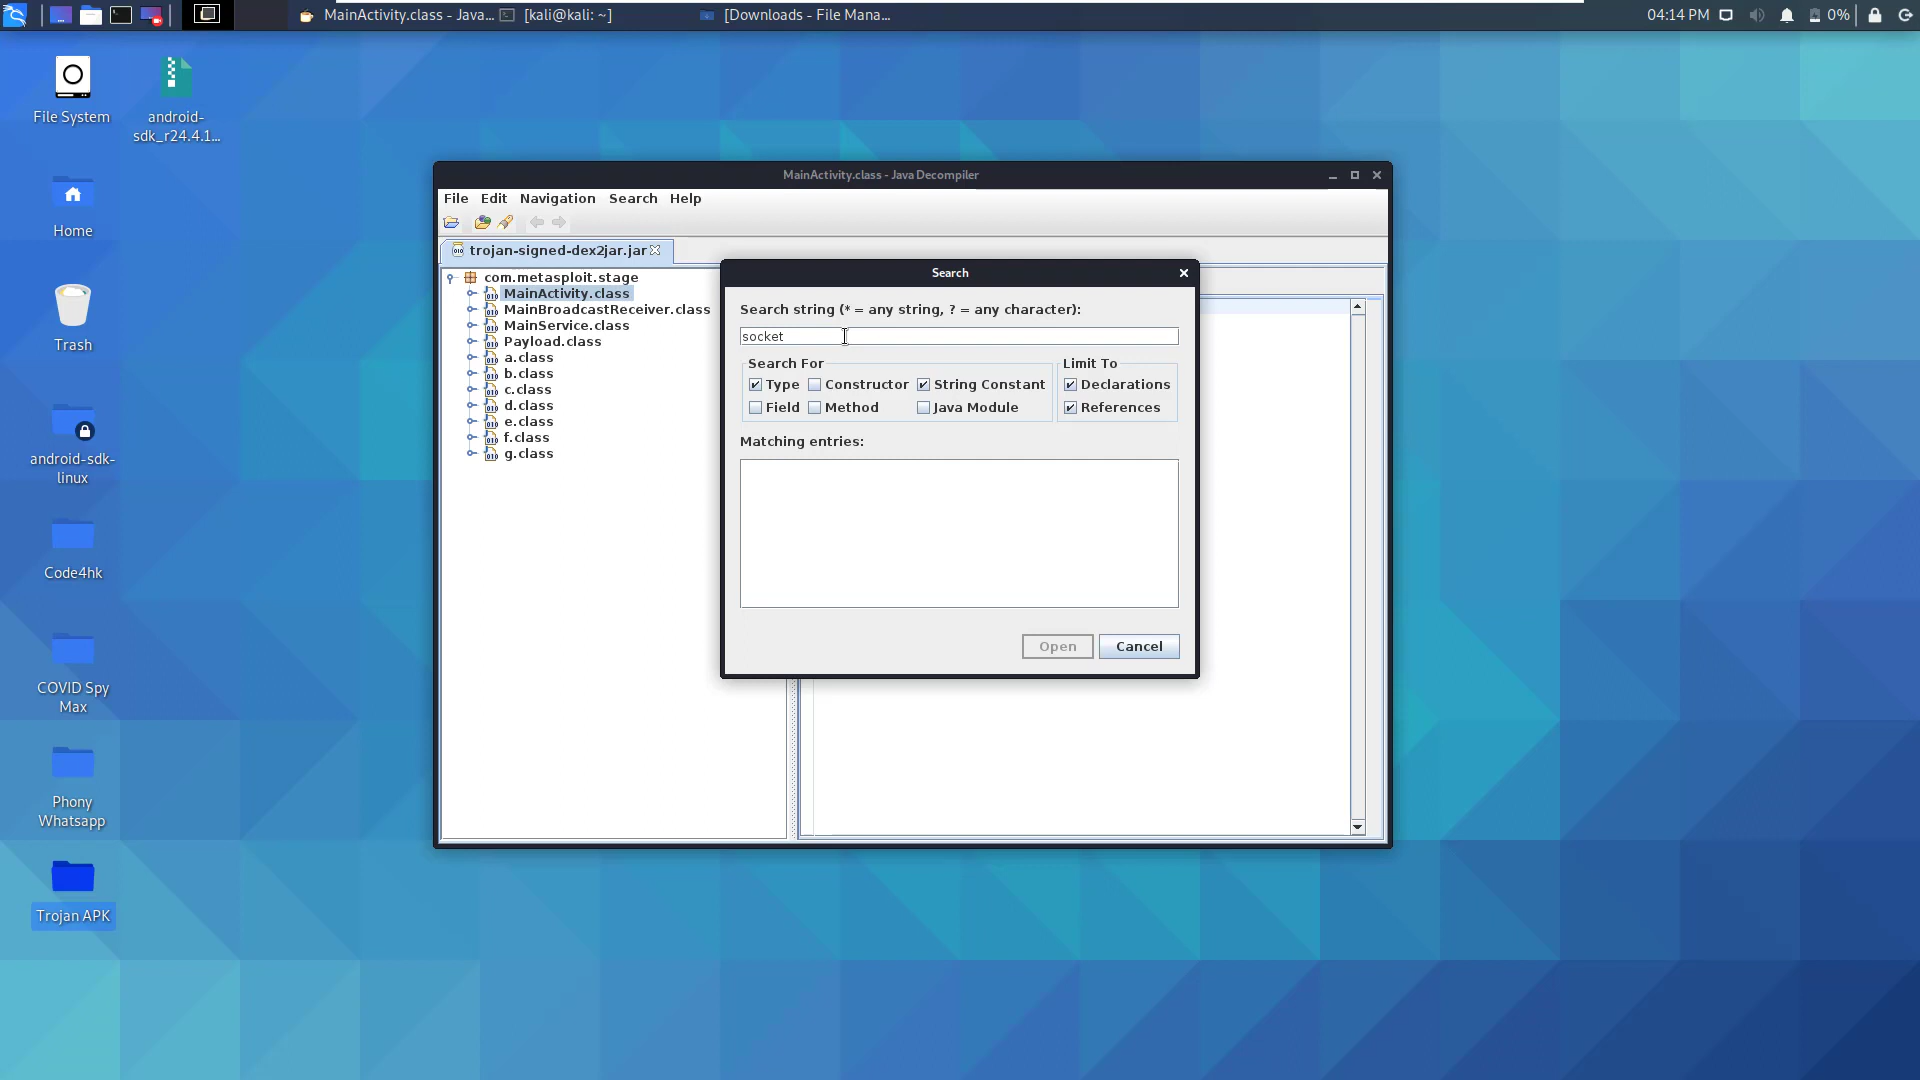 MainActivity.class - Java...
[kali@kali: ~]
[Downloads - File Mana...
04:14 PM
0%
File System
android-
sdk_r24.4.1...
Home
Trash
android-sdk-
linux
Code4hk
COVID Spy
Max
Phony
Whatsapp
Trojan APK
MainActivity.class - Java Decompiler
File Edit Navigation Search Help
trojan-signed-dex2jar.jar
com.metasploit.stage
MainActivity.class
MainBroadcastReceiver.class
MainService.class
Payload.class
a.class
b.class
c.class
d.class
e.class
f.class
g.class
Search
Search string (* = any string, ? = any character):
socket
Search For
Limit To
Type Constructor String Constant Declarations
Field Method Java Module References
Matching entries:
Open Cancel